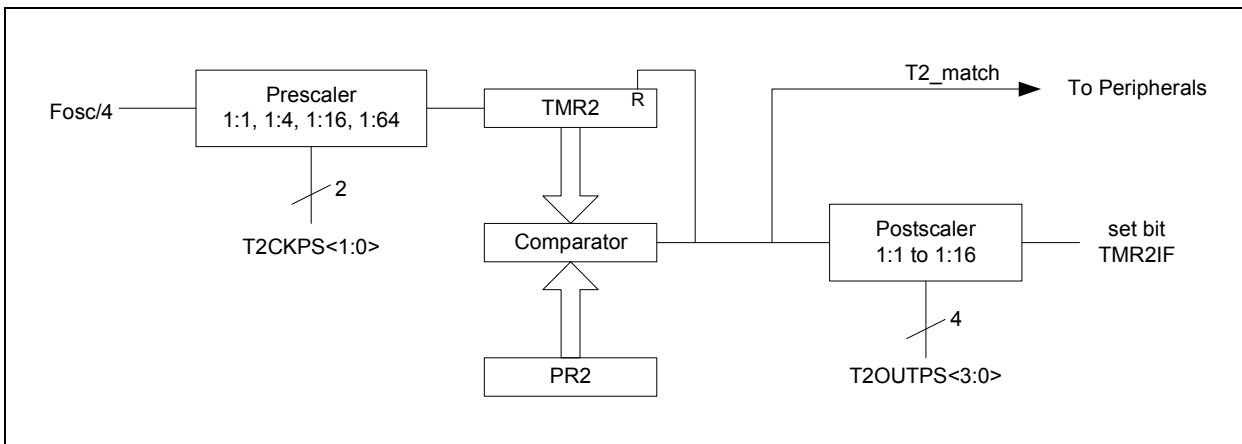 Fosc/4
Prescaler
1:1, 1:4, 1:16, 1:64
2
T2CKPS<1:0>
TMR2
R
Comparator
PR2
T2_match
To Peripherals
Postscaler
1:1 to 1:16
set bit
TMR2IF
4
T2OUTPS<3:0>